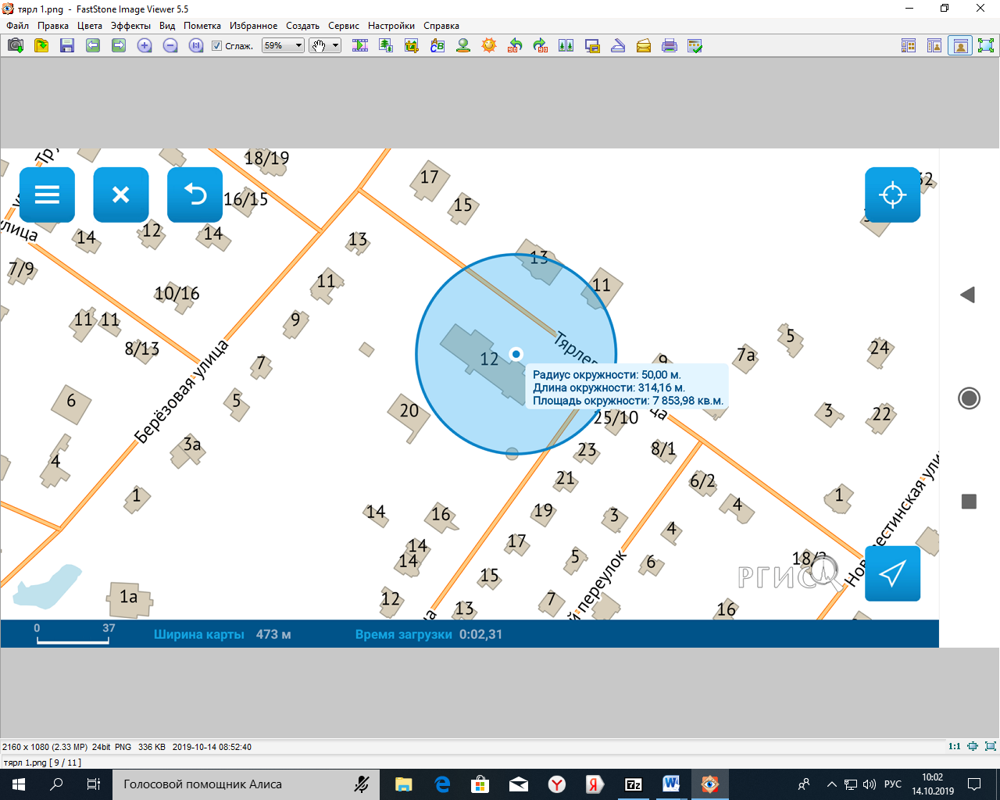 тярл 1.png - FastStone Image Viewer 5.5
Файл Правка Цвета Эффекты Вид Пометка Избранное Создать Сервис Настройки Справка
Сглаж. 59%
18/19
17
16/15
15
улица
14
12
14
13
13
7/9
11
11
10/16
11
11
9
5
24
8/13
7а
9
7
12
Тярлев
Радиус окружности: 50,00 м.
Длина окружности: 314,16 м.
Площадь окружности: 7 853,98 кв.м.
Берёзовая улица
6
5
20
25/10
3
22
3а
23
8/1
4
21
6/2
1
19
3
4
1
14
16
4
17
14
14
5
6
18/2
15
переулок
РГИС
1а
12
13
7
16
0 37
Ширина карты 473 м
Время загрузки 0:02,31
2160 x 1080 (2.33 MP) 24bit PNG 336 KB 2019-10-14 08:52:40
1:1
тярл 1.png [ 9 / 11 ]
Голосовой помощник Алиса
РУС
10:02
14.10.2019